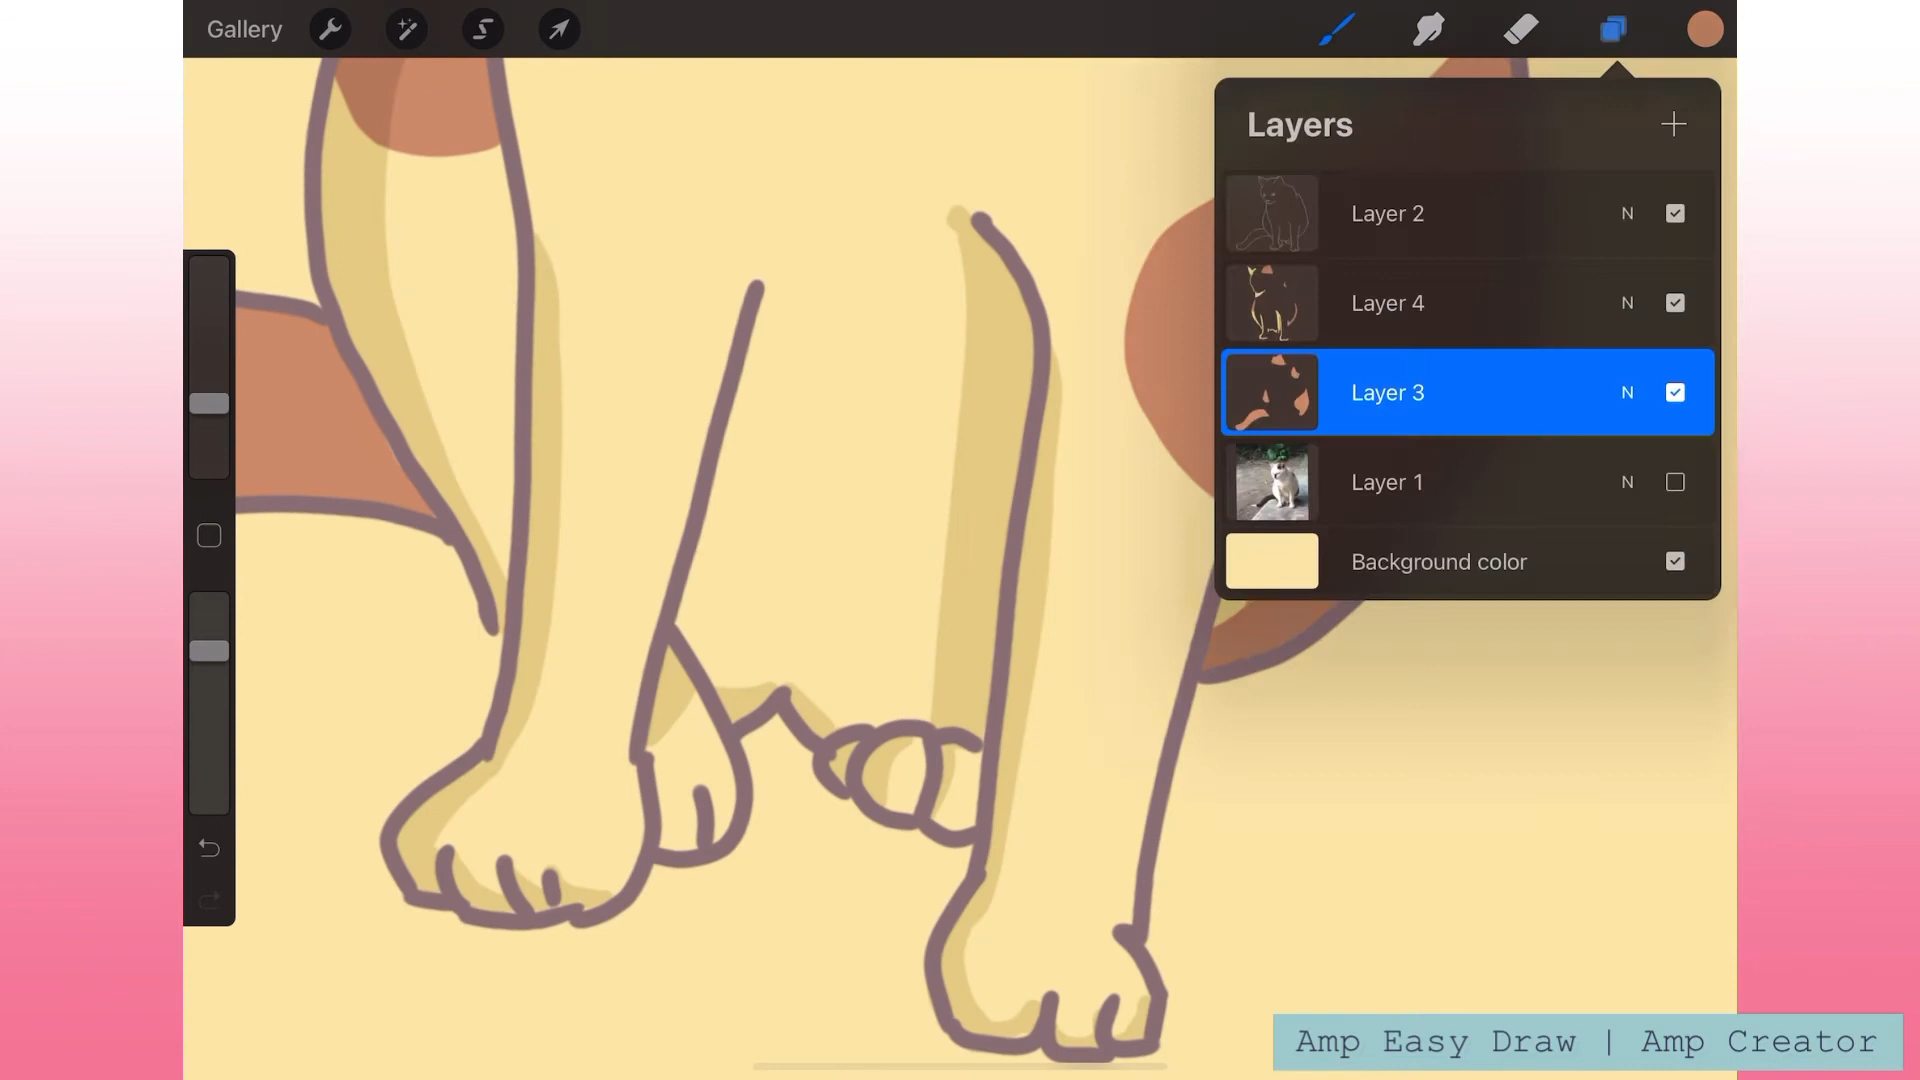 Gallery
Layers
Layer 2 N
Layer 4 N
Layer 3 N
Layer 1 N
Background color
Amp Easy Draw | Amp Creator